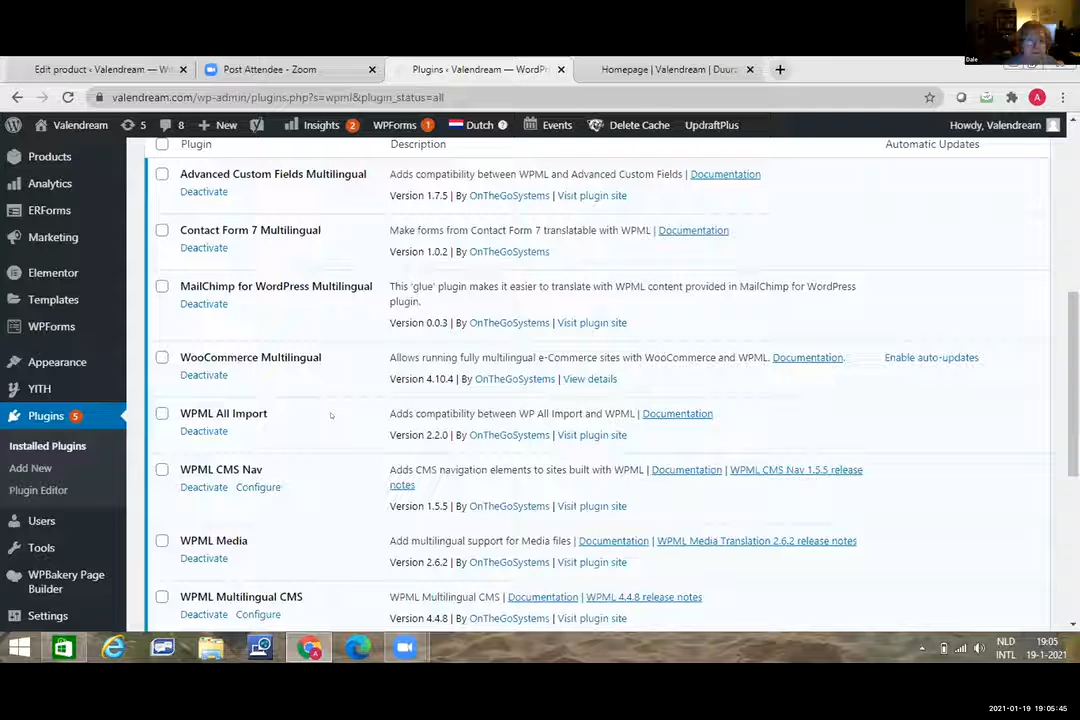 Dale
Edit product ‹ Valendream — W
Post Attendee - Zoom
Plugins ‹ Valendream — WordPr
Homepage | Valendream | Duur
valendream.com/wp-admin/plugins.php?s=wpml&plugin_status=all
A
Valendream 5 8 New Insights 2 WPForms 1 Dutch Events Delete Cache UpdraftPlus Howdy, Valendream
Products
Analytics
ERForms
Marketing
Elementor
Templates
WPForms
Appearance
YITH
Plugins 5
Installed Plugins
Add New
Plugin Editor
Users
Tools
WPBakery Page
Builder
Settings
Plugin Description Automatic Updates
Advanced Custom Fields Multilingual
Deactivate
Adds compatibility between WPML and Advanced Custom Fields | Documentation
Version 1.7.5 | By OnTheGoSystems | Visit plugin site
Contact Form 7 Multilingual
Deactivate
Make forms from Contact Form 7 translatable with WPML | Documentation
Version 1.0.2 | By OnTheGoSystems
MailChimp for WordPress Multilingual
Deactivate
This 'glue' plugin makes it easier to translate with WPML content provided in MailChimp for WordPress
plugin.
Version 0.0.3 | By OnTheGoSystems | Visit plugin site
WooCommerce Multilingual
Deactivate
Allows running fully multilingual e-Commerce sites with WooCommerce and WPML. Documentation.
Version 4.10.4 | By OnTheGoSystems | View details
Enable auto-updates
WPML All Import
Deactivate
Adds compatibility between WP All Import and WPML | Documentation
Version 2.2.0 | By OnTheGoSystems | Visit plugin site
WPML CMS Nav
Deactivate Configure
Adds CMS navigation elements to sites built with WPML | Documentation | WPML CMS Nav 1.5.5 release
notes
Version 1.5.5 | By OnTheGoSystems | Visit plugin site
WPML Media
Deactivate
Add multilingual support for Media files | Documentation | WPML Media Translation 2.6.2 release notes
Version 2.6.2 | By OnTheGoSystems | Visit plugin site
WPML Multilingual CMS
Deactivate Configure
WPML Multilingual CMS | Documentation | WPML 4.4.8 release notes
Version 4.4.8 | By OnTheGoSystems | Visit plugin site
NLD 19:05
INTL 19-1-2021
2021-01-19 19:05:45